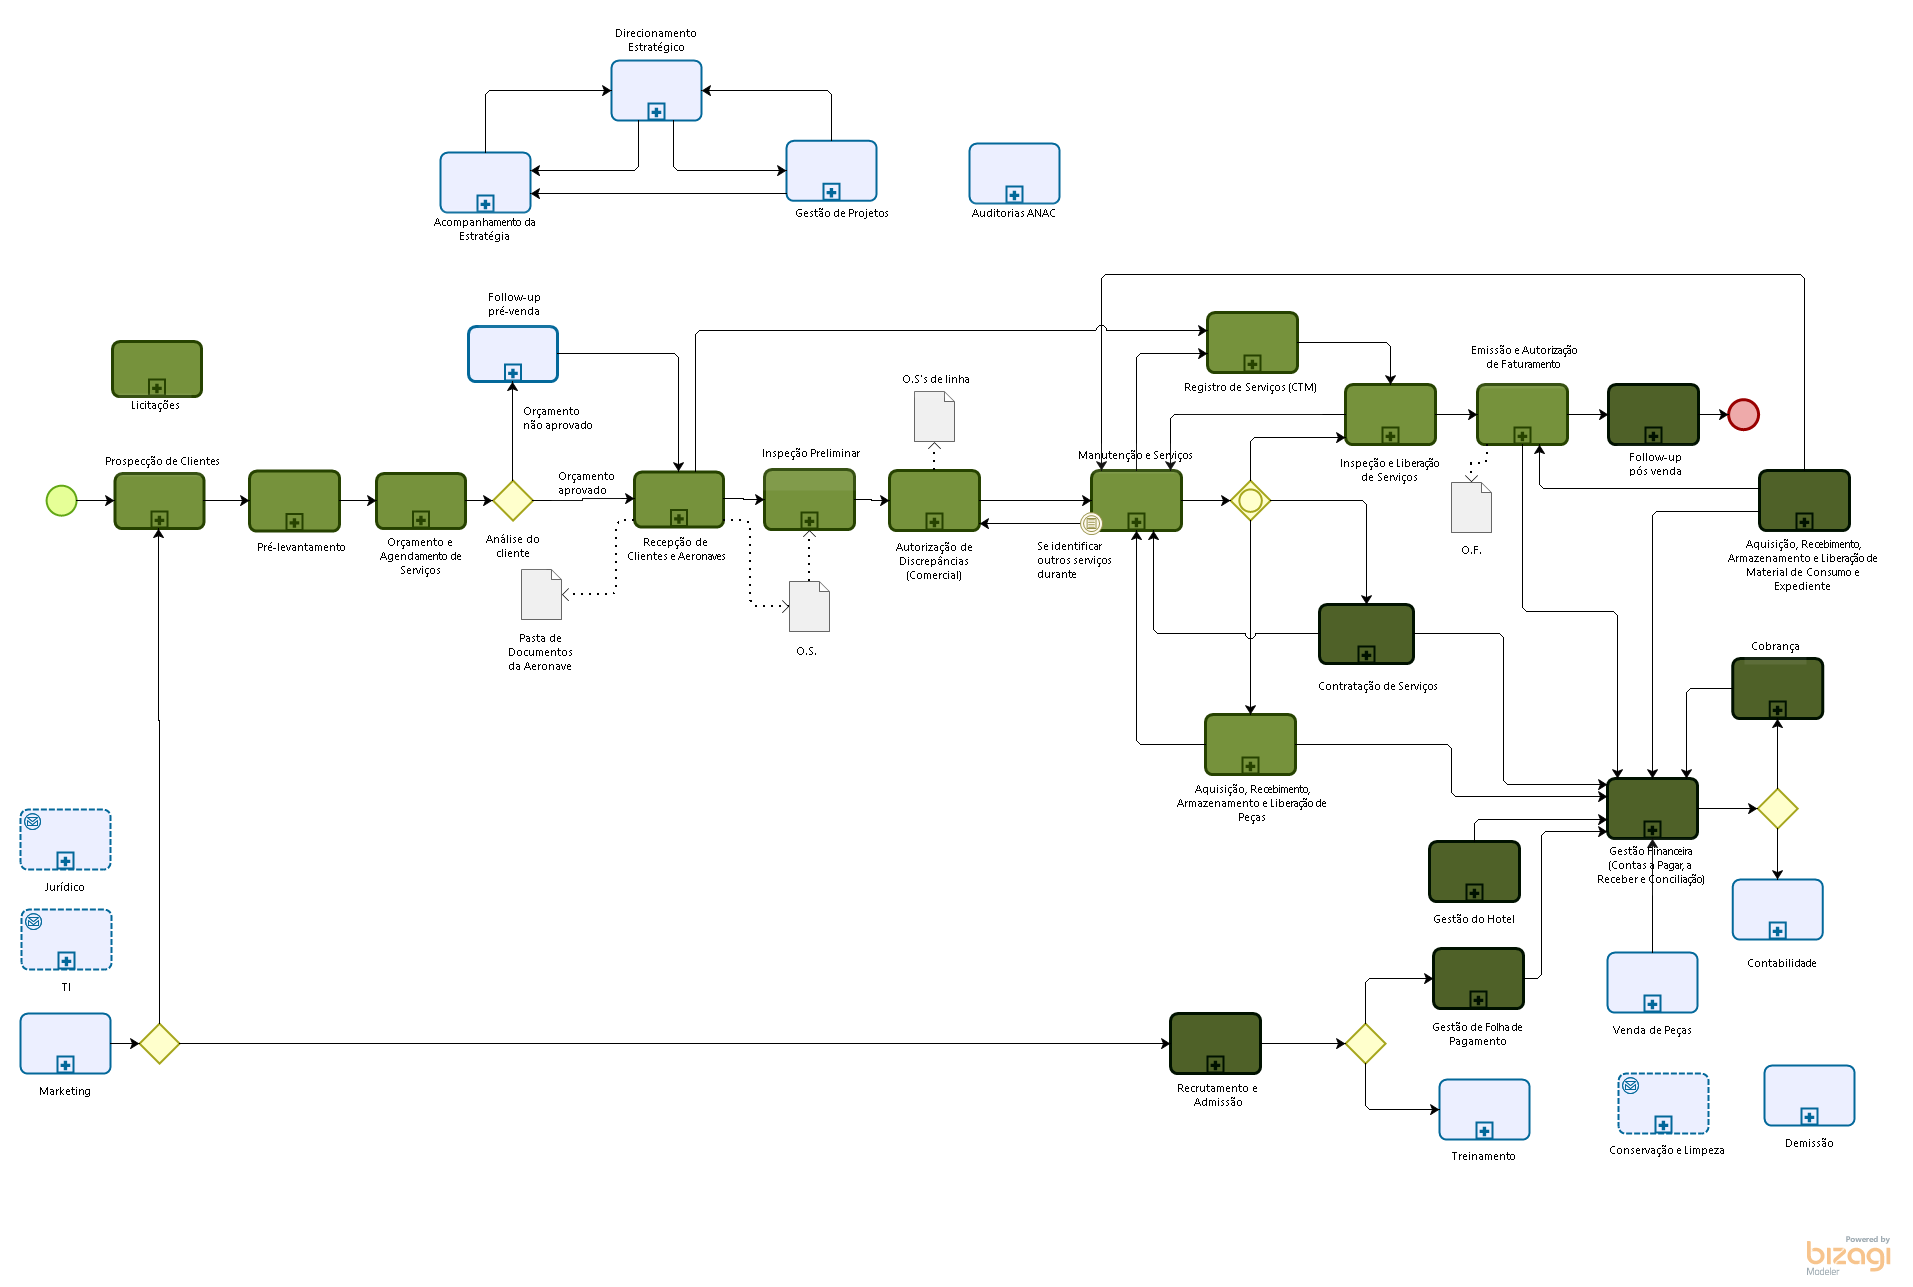 Direcionamento
Estratégico
Acompanhamento da
Estratégia
Gestão de Projetos
Auditorias ANAC
Follow-up
pré-venda
Licitações
Orçamento
não aprovado
O.S's de linha
Registro de Serviços (CTM)
Emissão e Autorização
de Faturamento
Prospecção de Clientes
Pré-levantamento
Orçamento e
Agendamento de
Serviços
Análise do
cliente
Orçamento
aprovado
Recepção de
Clientes e Aeronaves
Inspeção Preliminar
Autorização de
Discrepâncias
(Comercial)
Manutenção e Serviços
Se identificar
outros serviços
durante
Inspeção e Liberação
de Serviços
Follow-up
pós venda
O.F.
Aquisição, Recebimento,
Armazenamento e Liberação de
Material de Consumo e
Expediente
Pasta de
Documentos
da Aeronave
O.S.
Contratação de Serviços
Cobrança
Aquisição, Recebimento,
Armazenamento e Liberação de
Peças
Gestão Financeira
(Contas a Pagar, a
Receber e Conciliação)
Jurídico
Gestão do Hotel
Contabilidade
TI
Gestão de Folha de
Pagamento
Venda de Peças
Marketing
Recrutamento e
Admissão
Treinamento
Conservação e Limpeza
Demissão
Powered by
bizagi
Modeler